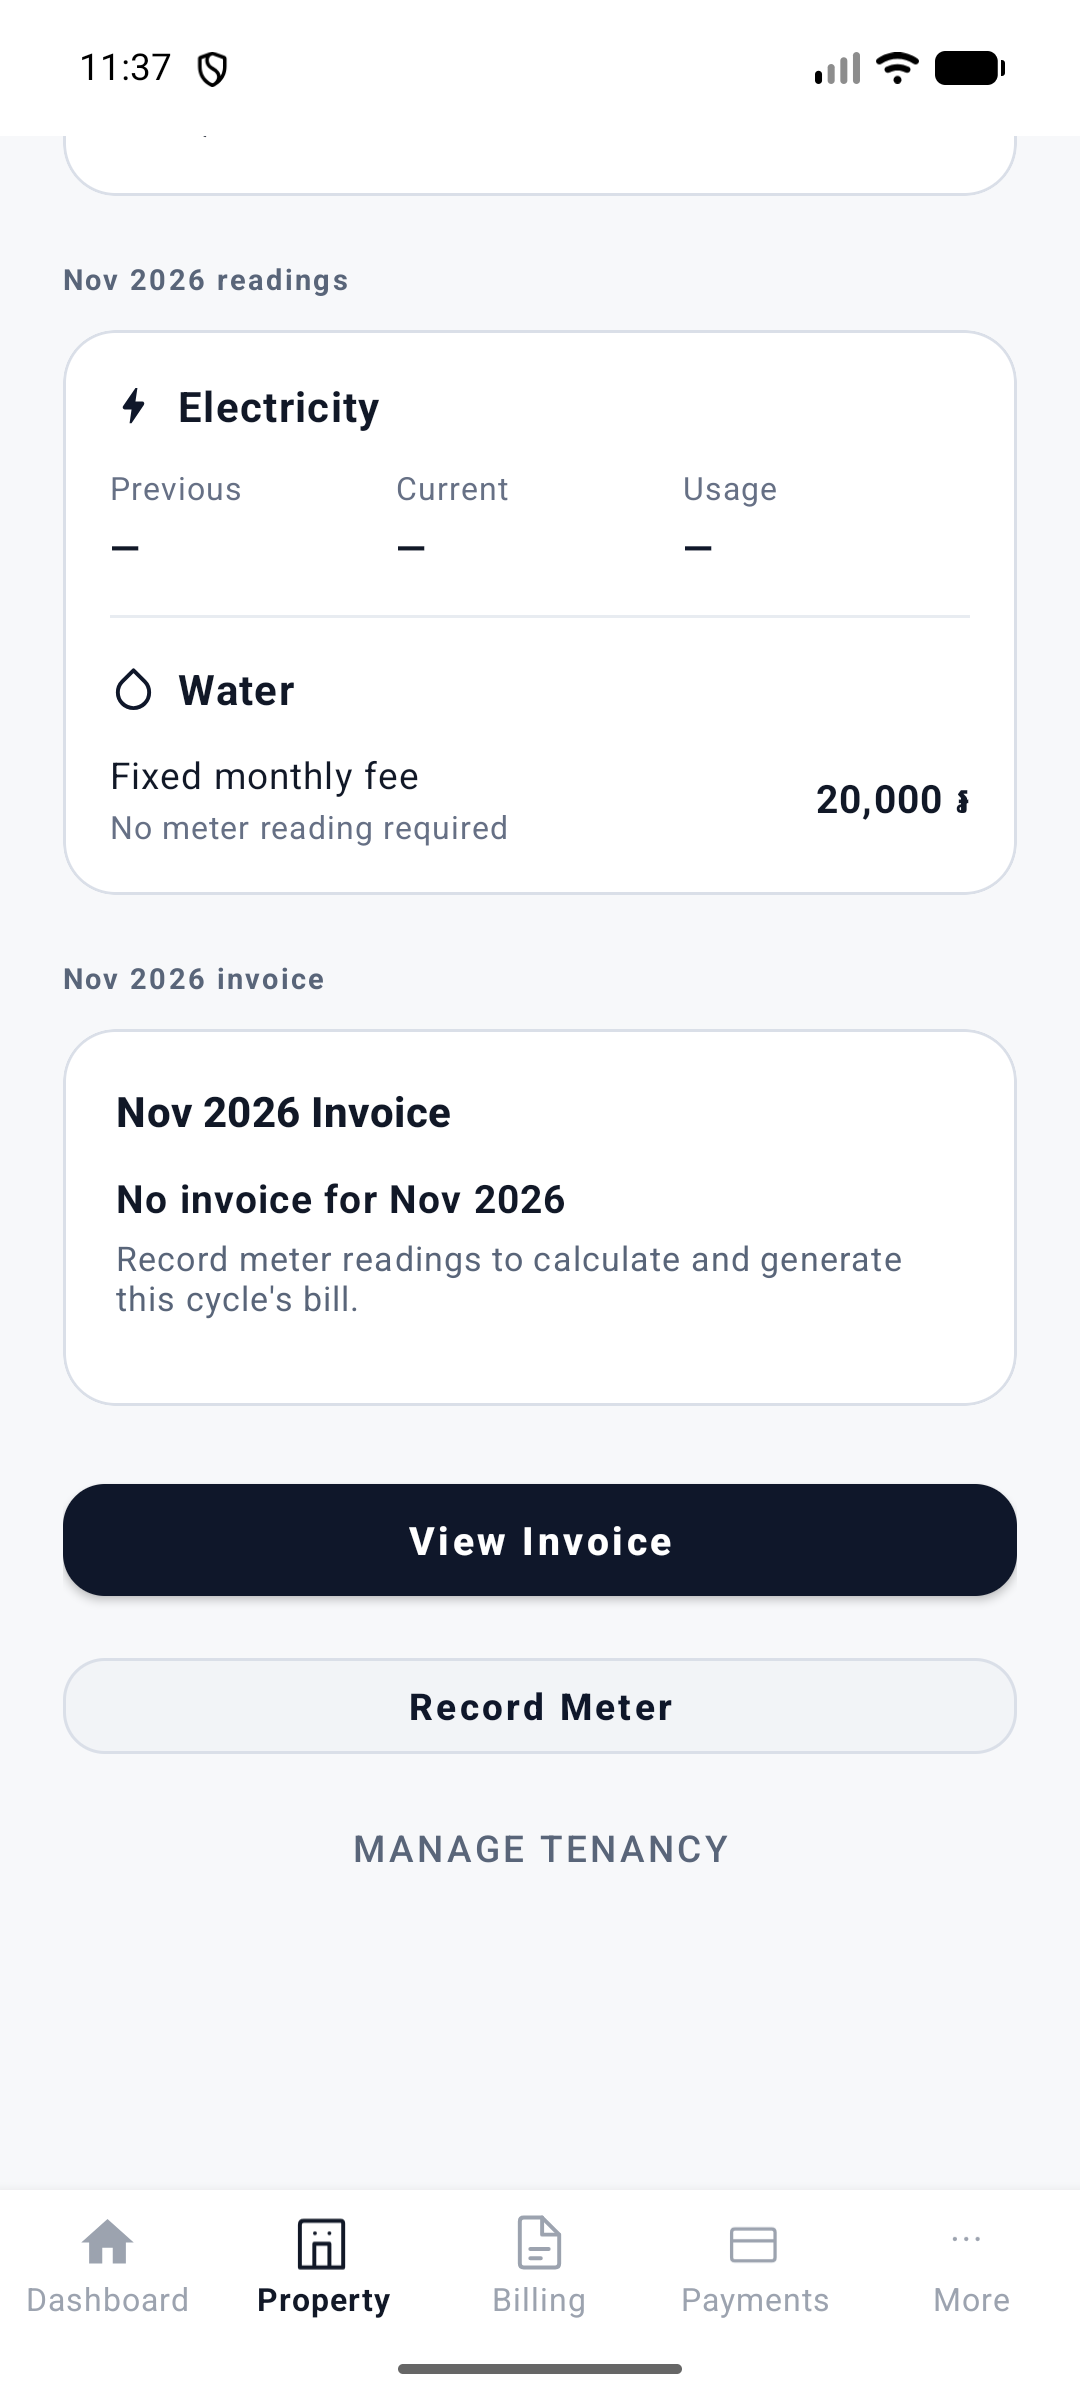 11:37
Nov 2026 readings
Electricity
Previous Current Usage
— — —
Water
Fixed monthly fee
20,000 ៛
No meter reading required
Nov 2026 invoice
Nov 2026 Invoice
No invoice for Nov 2026
Record meter readings to calculate and generate
this cycle's bill.
View Invoice
Record Meter
MANAGE TENANCY
Dashboard Property Billing Payments More